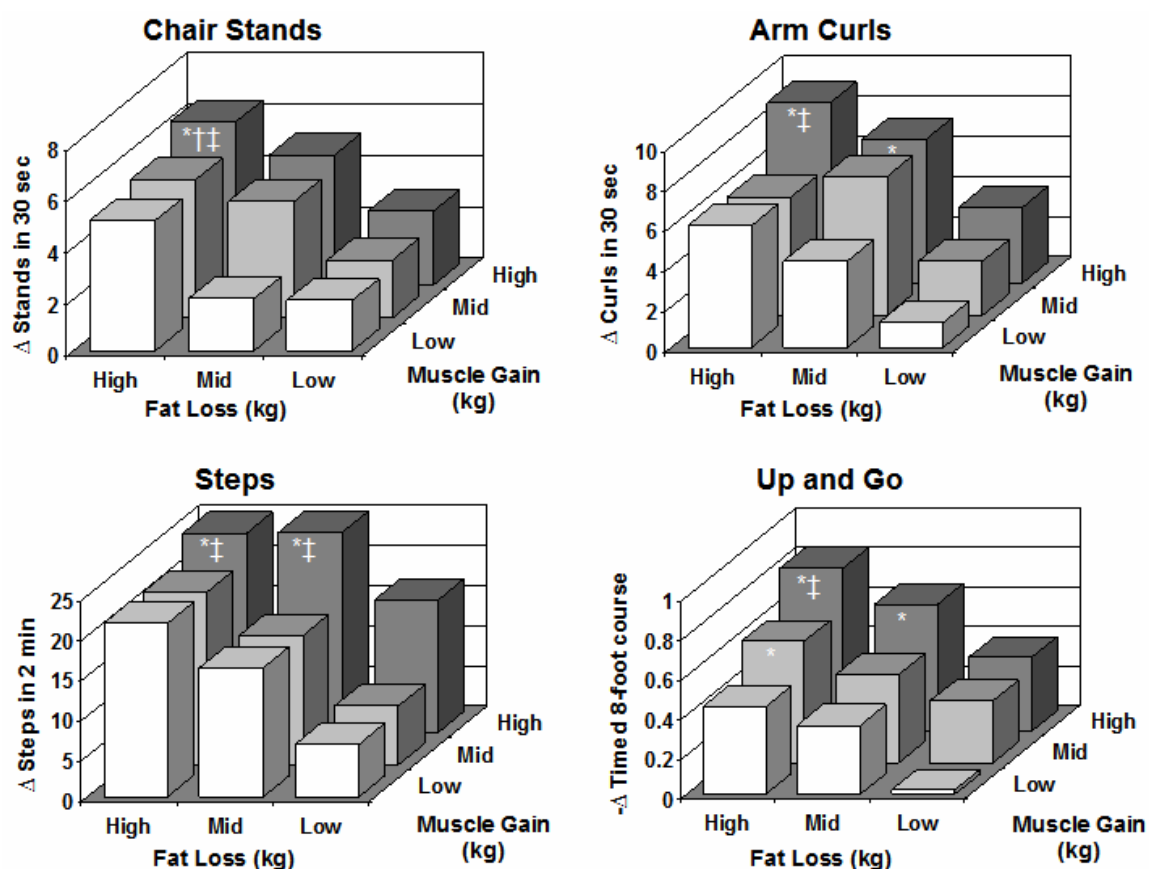 Chair Stands
Δ Stands in 30 sec
8
6
4
2
0
*†‡
High
Mid
Low
High
Mid
Low
Fat Loss (kg)
Muscle Gain
(kg)
Arm Curls
Δ Curls in 30 sec
10
8
6
4
2
0
*‡
*
High
Mid
Low
High
Mid
Low
Fat Loss (kg)
Muscle Gain
(kg)
Steps
Δ Steps in 2 min
25
20
15
10
5
0
*‡
*‡
High
Mid
Low
High
Mid
Low
Fat Loss (kg)
Muscle Gain
(kg)
Up and Go
-Δ Timed 8-foot course
1
0.8
0.6
0.4
0.2
0
*‡
*
*
High
Mid
Low
High
Mid
Low
Fat Loss (kg)
Muscle Gain
(kg)